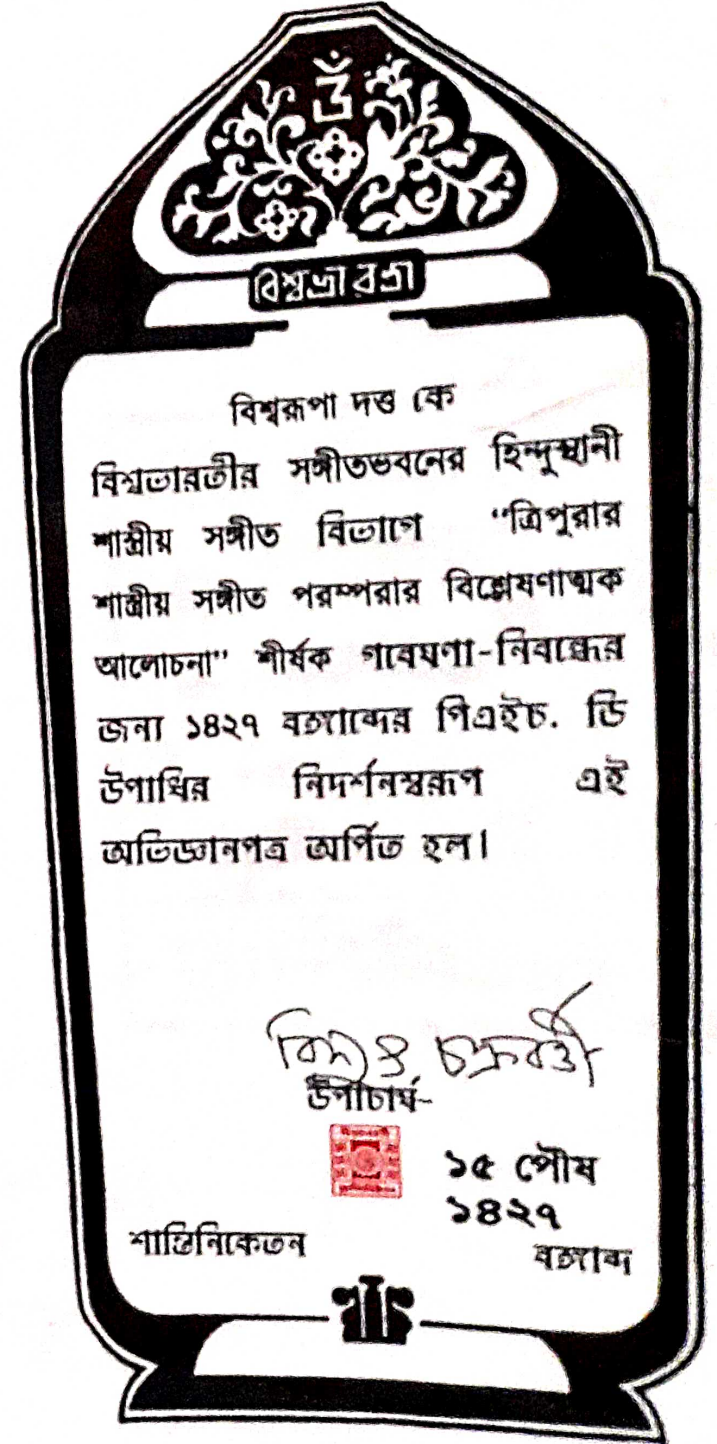 ওঁ
বিশ্বভারতী
বিশ্বরূপা দত্ত কে
বিশ্বভারতীর সঙ্গীতভবনের হিন্দুস্থানী
শাস্ত্রীয় সঙ্গীত বিভাগে "ত্রিপুরার
শাস্ত্রীয় সঙ্গীত পরম্পরার বিশ্লেষণাত্মক
আলোচনা" শীর্ষক গবেষণা-নিবন্ধের
জন্য ১৪২৭ বঙ্গাব্দের পিএইচ. ডি
উপাধির নিদর্শনস্বরূপ এই
অভিজ্ঞানপত্র অর্পিত হল।
চক্রবর্ত্তী
উপাচার্য-
১৫ পৌষ
১৪২৭
শান্তিনিকেতন বঙ্গাব্দ